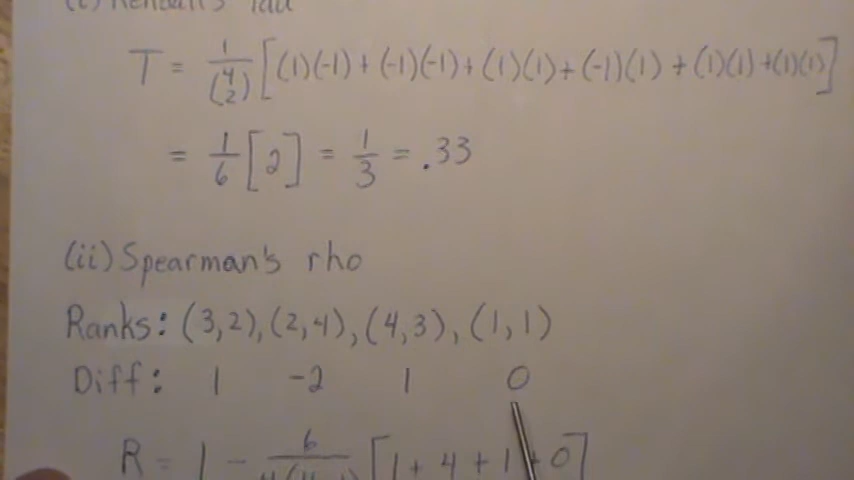 (i) Kendall's Tau
T = 1/(4 2) [(1)(-1) + (-1)(-1) + (1)(1) + (-1)(1) + (1)(1) + (1)(1)]
= 1/6 [2] = 1/3 = .33
(ii) Spearman's rho
Ranks: (3,2), (2,4), (4,3), (1,1)
Diff: 1 -2 1 0
R = 1 - 6/ [1 + 4 + 1 + 0]